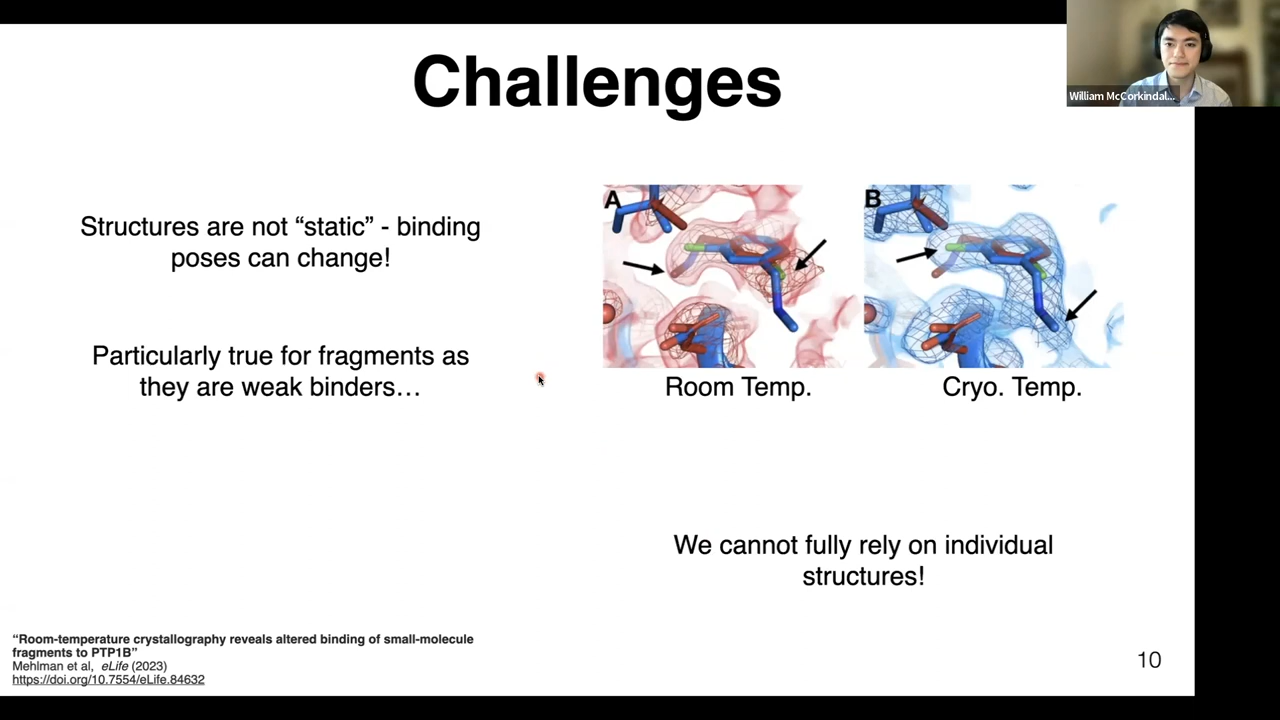 Challenges
William McCorkindal...
Structures are not “static” - binding
poses can change!
Particularly true for fragments as
they are weak binders…
A
B
Room Temp.
Cryo. Temp.
We cannot fully rely on individual
structures!
“Room-temperature crystallography reveals altered binding of small-molecule
fragments to PTP1B”
Mehlman et al, eLife (2023)
https://doi.org/10.7554/eLife.84632
10